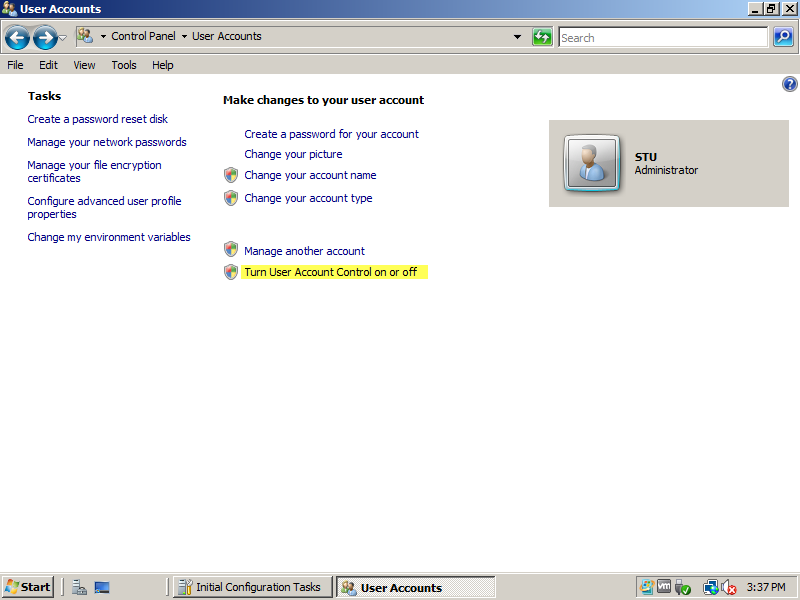 User Accounts
Control Panel
User Accounts
Search
File Edit View Tools Help
Tasks
Create a password reset disk
Manage your network passwords
Manage your file encryption
certificates
Configure advanced user profile
properties
Change my environment variables
Make changes to your user account
Create a password for your account
Change your picture
Change your account name
Change your account type
Manage another account
Turn User Account Control on or off
STU
Administrator
Start
Initial Configuration Tasks
User Accounts
vm
3:37 PM